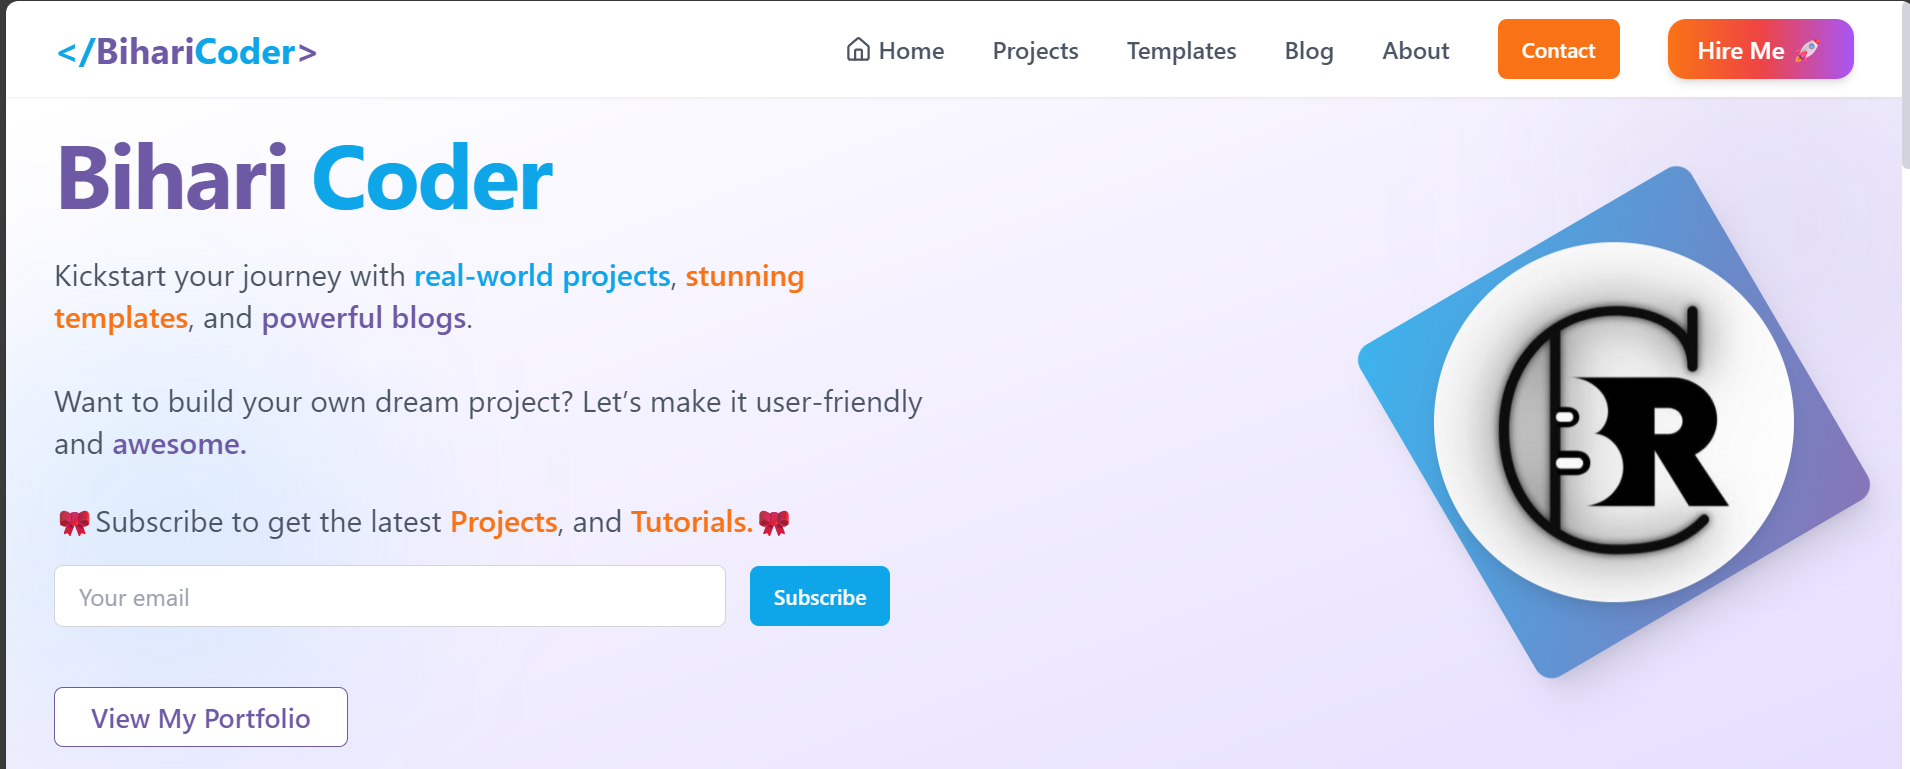 </BihariCoder>
Home Projects Templates Blog About Contact Hire Me 🚀
Bihari Coder
Kickstart your journey with real-world projects, stunning
templates, and powerful blogs.
Want to build your own dream project? Let’s make it user-friendly
and awesome.
🎀Subscribe to get the latest Projects, and Tutorials.🎀
Your email Subscribe
View My Portfolio
CBR